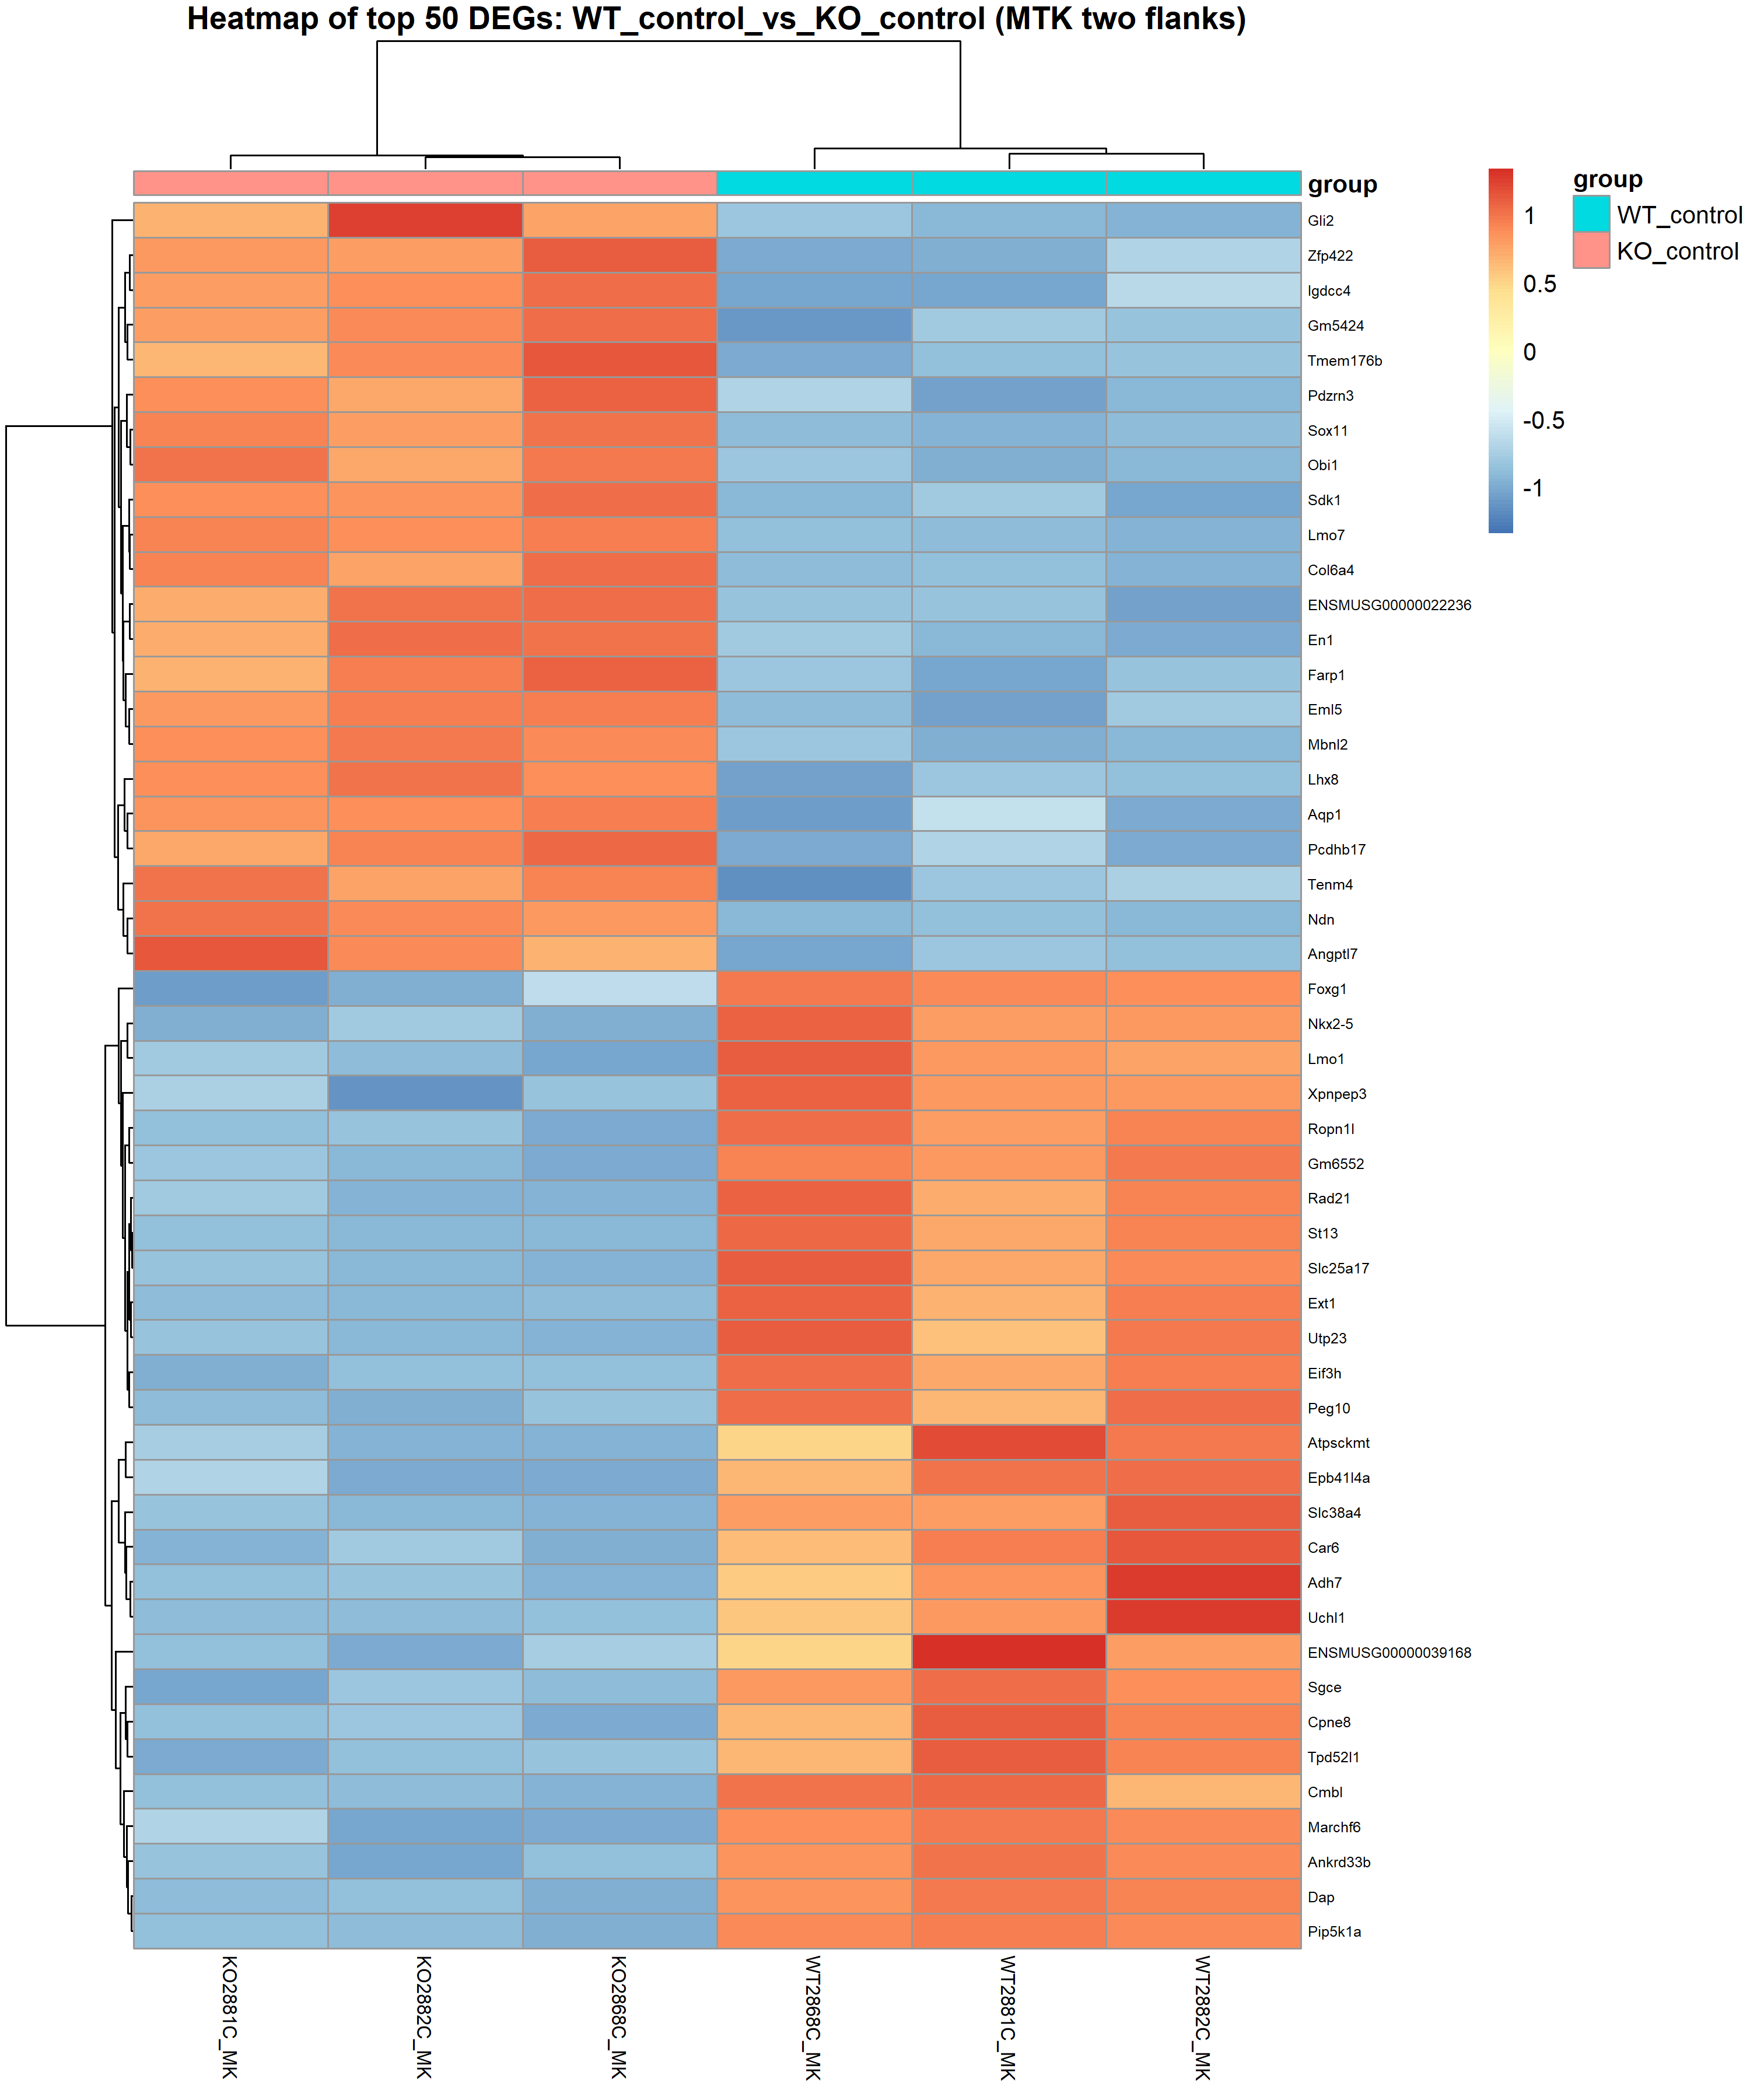 Heatmap of top 50 DEGs: WT_control_vs_KO_control (MTK two flanks)
group
1
0.5
0
-0.5
-1
group
WT_control
KO_control
Gli2
Zfp422
Igdcc4
Gm5424
Tmem176b
Pdzrn3
Sox11
Obi1
Sdk1
Lmo7
Col6a4
ENSMUSG00000022236
En1
Farp1
Eml5
Mbnl2
Lhx8
Aqp1
Pcdhb17
Tenm4
Ndn
Angptl7
Foxg1
Nkx2-5
Lmo1
Xpnpep3
Ropn1l
Gm6552
Rad21
St13
Slc25a17
Ext1
Utp23
Eif3h
Peg10
Atpsckmt
Epb41l4a
Slc38a4
Car6
Adh7
Uchl1
ENSMUSG00000039168
Sgce
Cpne8
Tpd52l1
Cmbl
Marchf6
Ankrd33b
Dap
Pip5k1a
KO2881C_MK
KO2882C_MK
KO2868C_MK
WT2868C_MK
WT2881C_MK
WT2882C_MK